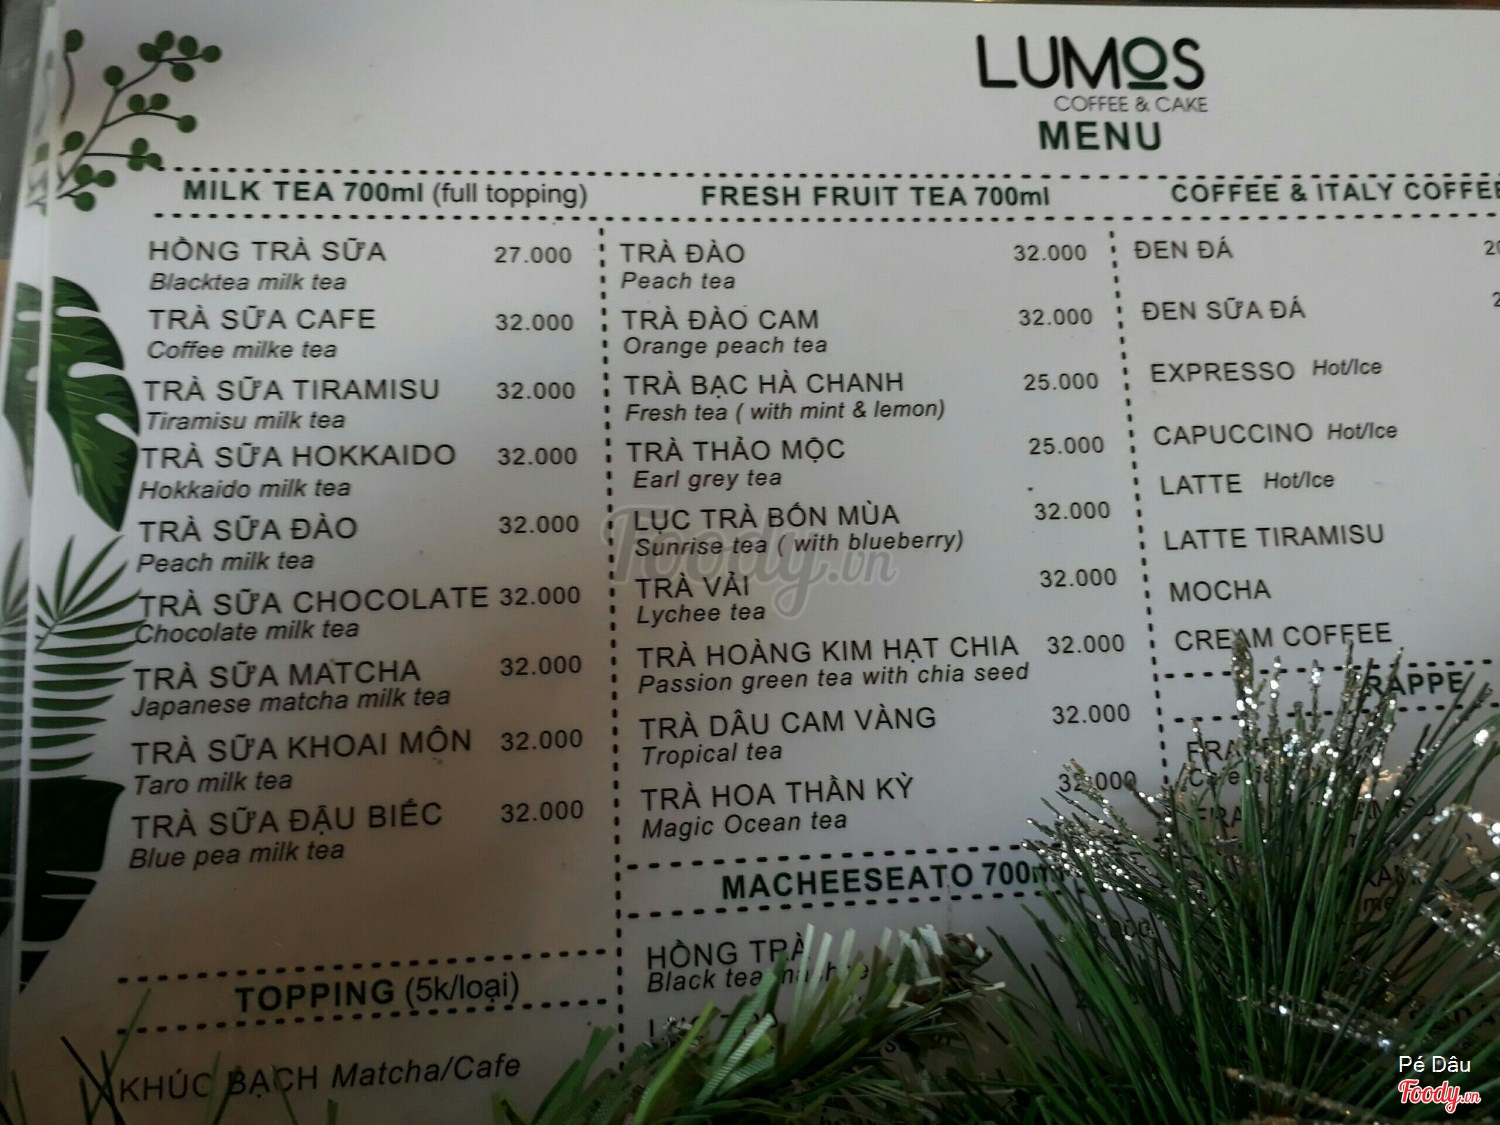 LUMOS
COFFEE & CAKE
MENU
MILK TEA 700ml (full topping)
HỒNG TRÀ SỮA 27.000
Blacktea milk tea
TRÀ SỮA CAFE 32.000
Coffee milke tea
TRÀ SỮA TIRAMISU 32.000
Tiramisu milk tea
TRÀ SỮA HOKKAIDO 32.000
Hokkaido milk tea
TRÀ SỮA ĐÀO 32.000
Peach milk tea
TRÀ SỮA CHOCOLATE 32.000
Chocolate milk tea
TRÀ SỮA MATCHA 32.000
Japanese matcha milk tea
TRÀ SỮA KHOAI MÔN 32.000
Taro milk tea
TRÀ SỮA ĐẬU BIẾC 32.000
Blue pea milk tea
TOPPING (5k/loại)
KHÚC BẠCH Matcha/Cafe
FRESH FRUIT TEA 700ml
TRÀ ĐÀO 32.000
Peach tea
TRÀ ĐÀO CAM 32.000
Orange peach tea
TRÀ BẠC HÀ CHANH 25.000
Fresh tea ( with mint & lemon)
TRÀ THẢO MỘC 25.000
Earl grey tea
LỤC TRÀ BỐN MÙA 32.000
Sunrise tea ( with blueberry)
TRÀ VẢI 32.000
Lychee tea
TRÀ HOÀNG KIM HẠT CHIA 32.000
Passion green tea with chia seed
TRÀ DÂU CAM VÀNG 32.000
Tropical tea
TRÀ HOA THẦN KỲ 32.000
Magic Ocean tea
MACHEESEATO 700ml
HỒNG TRÀ
Black tea
COFFEE & ITALY COFFEE
ĐEN ĐÁ
ĐEN SỮA ĐÁ
EXPRESSO Hot/Ice
CAPUCCINO Hot/Ice
LATTE Hot/Ice
LATTE TIRAMISU
MOCHA
CREAM COFFEE
RAPPE
Foody.vn
Pé Dâu
Foody.vn